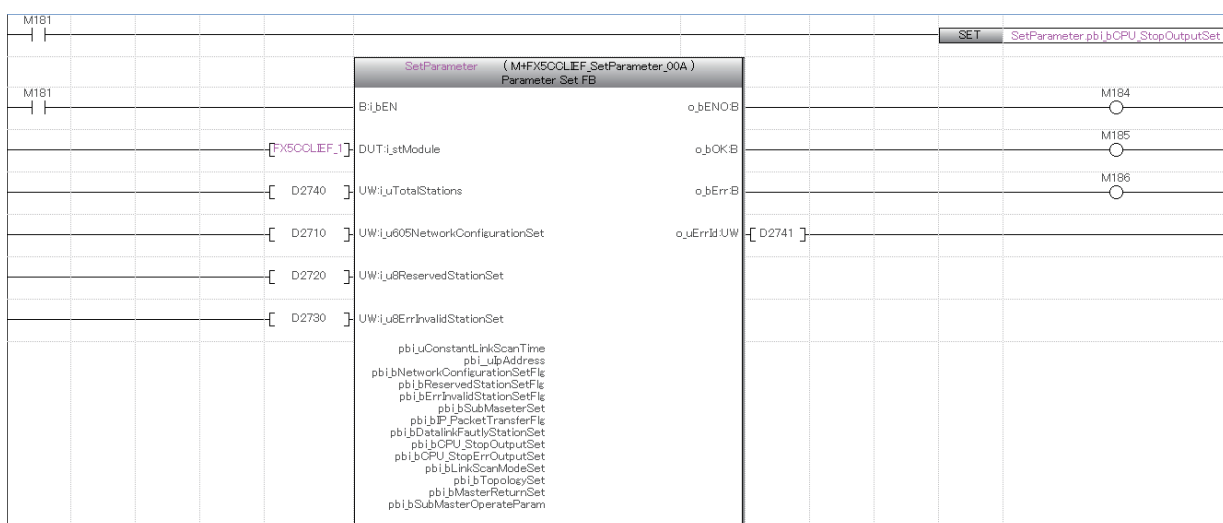 M181
SET SetParameter.pbi_bCPU_StopOutputSet
SetParameter (M+FX5CCLIEF_SetParameter_00A)
Parameter Set FB
M181
B:i_bEN o_bENO:B
M184
FX5CCLIEF_1 DUT:i_stModule o_bOK:B
M185
D2740 UW:i_uTotalStations o_bErr:B
M186
D2710 UW:i_u605NetworkConfigurationSet o_uErrId:UW D2741
D2720 UW:i_u8ReservedStationSet
D2730 UW:i_u8ErrInvalidStationSet
pbi_uConstantLinkScanTime
pbi_uIpAddress
pbi_bNetworkConfigurationSetFlg
pbi_bReservedStationSetFlg
pbi_bErrInvalidStationSetFlg
pbi_bSubMaseterSet
pbi_bIP_PacketTransferFlg
pbi_bDatalinkFautlyStationSet
pbi_bCPU_StopOutputSet
pbi_bCPU_StopErrOutputSet
pbi_bLinkScanModeSet
pbi_bTopologySet
pbi_bMasterReturnSet
pbi_bSubMasterOperateParam